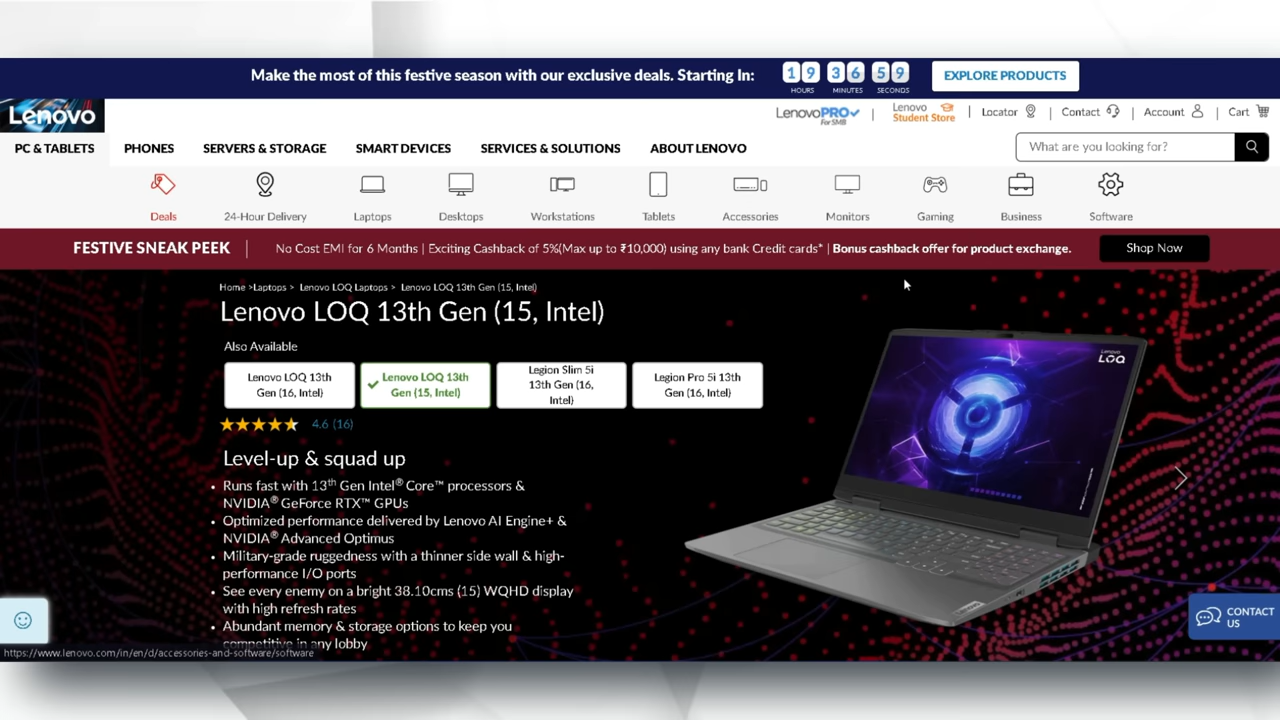 Make the most of this festive season with our exclusive deals. Starting In:
19 36 59
HOURS MINUTES SECONDS
EXPLORE PRODUCTS
Lenovo
LenovoPRO
For SMB
Lenovo
Student Store
Locator
Contact
Account
Cart
PC & TABLETS
PHONES
SERVERS & STORAGE
SMART DEVICES
SERVICES & SOLUTIONS
ABOUT LENOVO
What are you looking for?
Deals
24-Hour Delivery
Laptops
Desktops
Workstations
Tablets
Accessories
Monitors
Gaming
Business
Software
FESTIVE SNEAK PEEK
No Cost EMI for 6 Months | Exciting Cashback of 5%(Max up to ₹10,000) using any bank Credit cards* | Bonus cashback offer for product exchange.
Shop Now
Home >Laptops > Lenovo LOQ Laptops > Lenovo LOQ 13th Gen (15, Intel)
Lenovo LOQ 13th Gen (15, Intel)
Also Available
Lenovo LOQ 13th
Gen (16, Intel)
Lenovo LOQ 13th
Gen (15, Intel)
Legion Slim 5i
13th Gen (16,
Intel)
Legion Pro 5i 13th
Gen (16, Intel)
4.6 (16)
Level-up & squad up
• Runs fast with 13th Gen Intel® Core™ processors &
NVIDIA® GeForce RTX™ GPUs
• Optimized performance delivered by Lenovo AI Engine+ &
NVIDIA® Advanced Optimus
• Military-grade ruggedness with a thinner side wall & high-
performance I/O ports
• See every enemy on a bright 38.10cms (15) WQHD display
with high refresh rates
• Abundant memory & storage options to keep you
competitive in any lobby
Lenovo
LOQ
Lenovo
CONTACT
US
https://www.lenovo.com/in/en/d/accessories-and-software/software